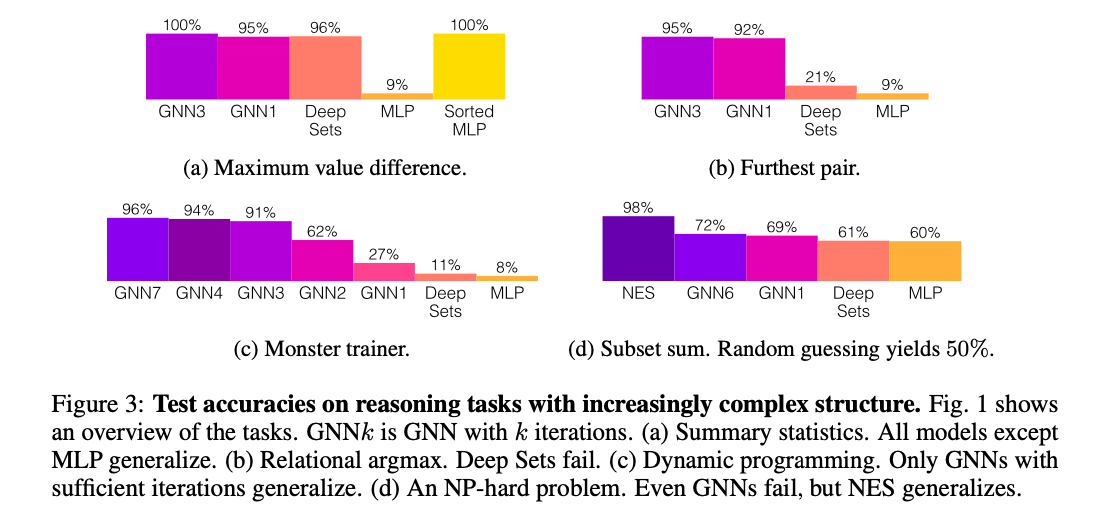 100% 95% 96% 9% 100%
GNN3 GNN1 Deep Sets MLP Sorted MLP
(a) Maximum value difference.
95% 92% 21% 9%
GNN3 GNN1 Deep Sets MLP
(b) Furthest pair.
96% 94% 91% 62% 27% 11% 8%
GNN7 GNN4 GNN3 GNN2 GNN1 Deep Sets MLP
(c) Monster trainer.
98% 72% 69% 61% 60%
NES GNN6 GNN1 Deep Sets MLP
(d) Subset sum. Random guessing yields 50%.
Figure 3: Test accuracies on reasoning tasks with increasingly complex structure. Fig. 1 shows
an overview of the tasks. GNNk is GNN with k iterations. (a) Summary statistics. All models except
MLP generalize. (b) Relational argmax. Deep Sets fail. (c) Dynamic programming. Only GNNs with
sufficient iterations generalize. (d) An NP-hard problem. Even GNNs fail, but NES generalizes.